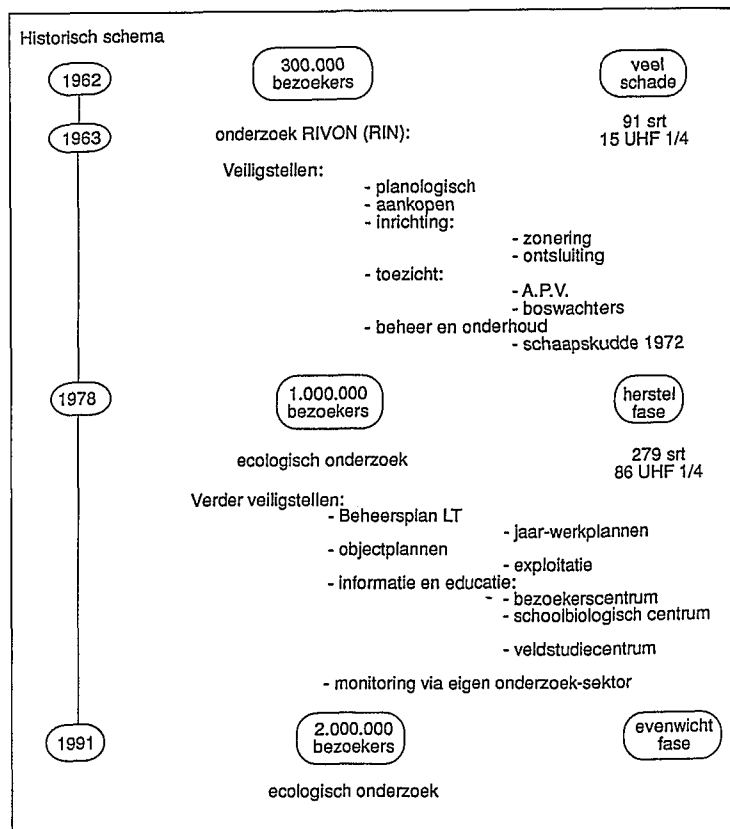 Historisch schema
1962
300.000
bezoekers
veel
schade
1963
onderzoek RIVON (RIN):
91 srt
15 UHF 1/4
Veiligstellen:
- planologisch
- aankopen
- inrichting:
- zonering
- ontsluiting
- toezicht:
- A.P.V.
- boswachters
- beheer en onderhoud
- schaapskudde 1972
1978
1.000.000
bezoekers
herstel
fase
ecologisch onderzoek
279 srt
86 UHF 1/4
Verder veiligstellen:
- Beheersplan LT
- jaar-werkplannen
- objectplannen
- exploitatie
- informatie en educatie:
- bezoekerscentrum
- schoolbiologisch centrum
- veldstudiecentrum
- monitoring via eigen onderzoek-sektor
1991
2.000.000
bezoekers
evenwicht
fase
ecologisch onderzoek